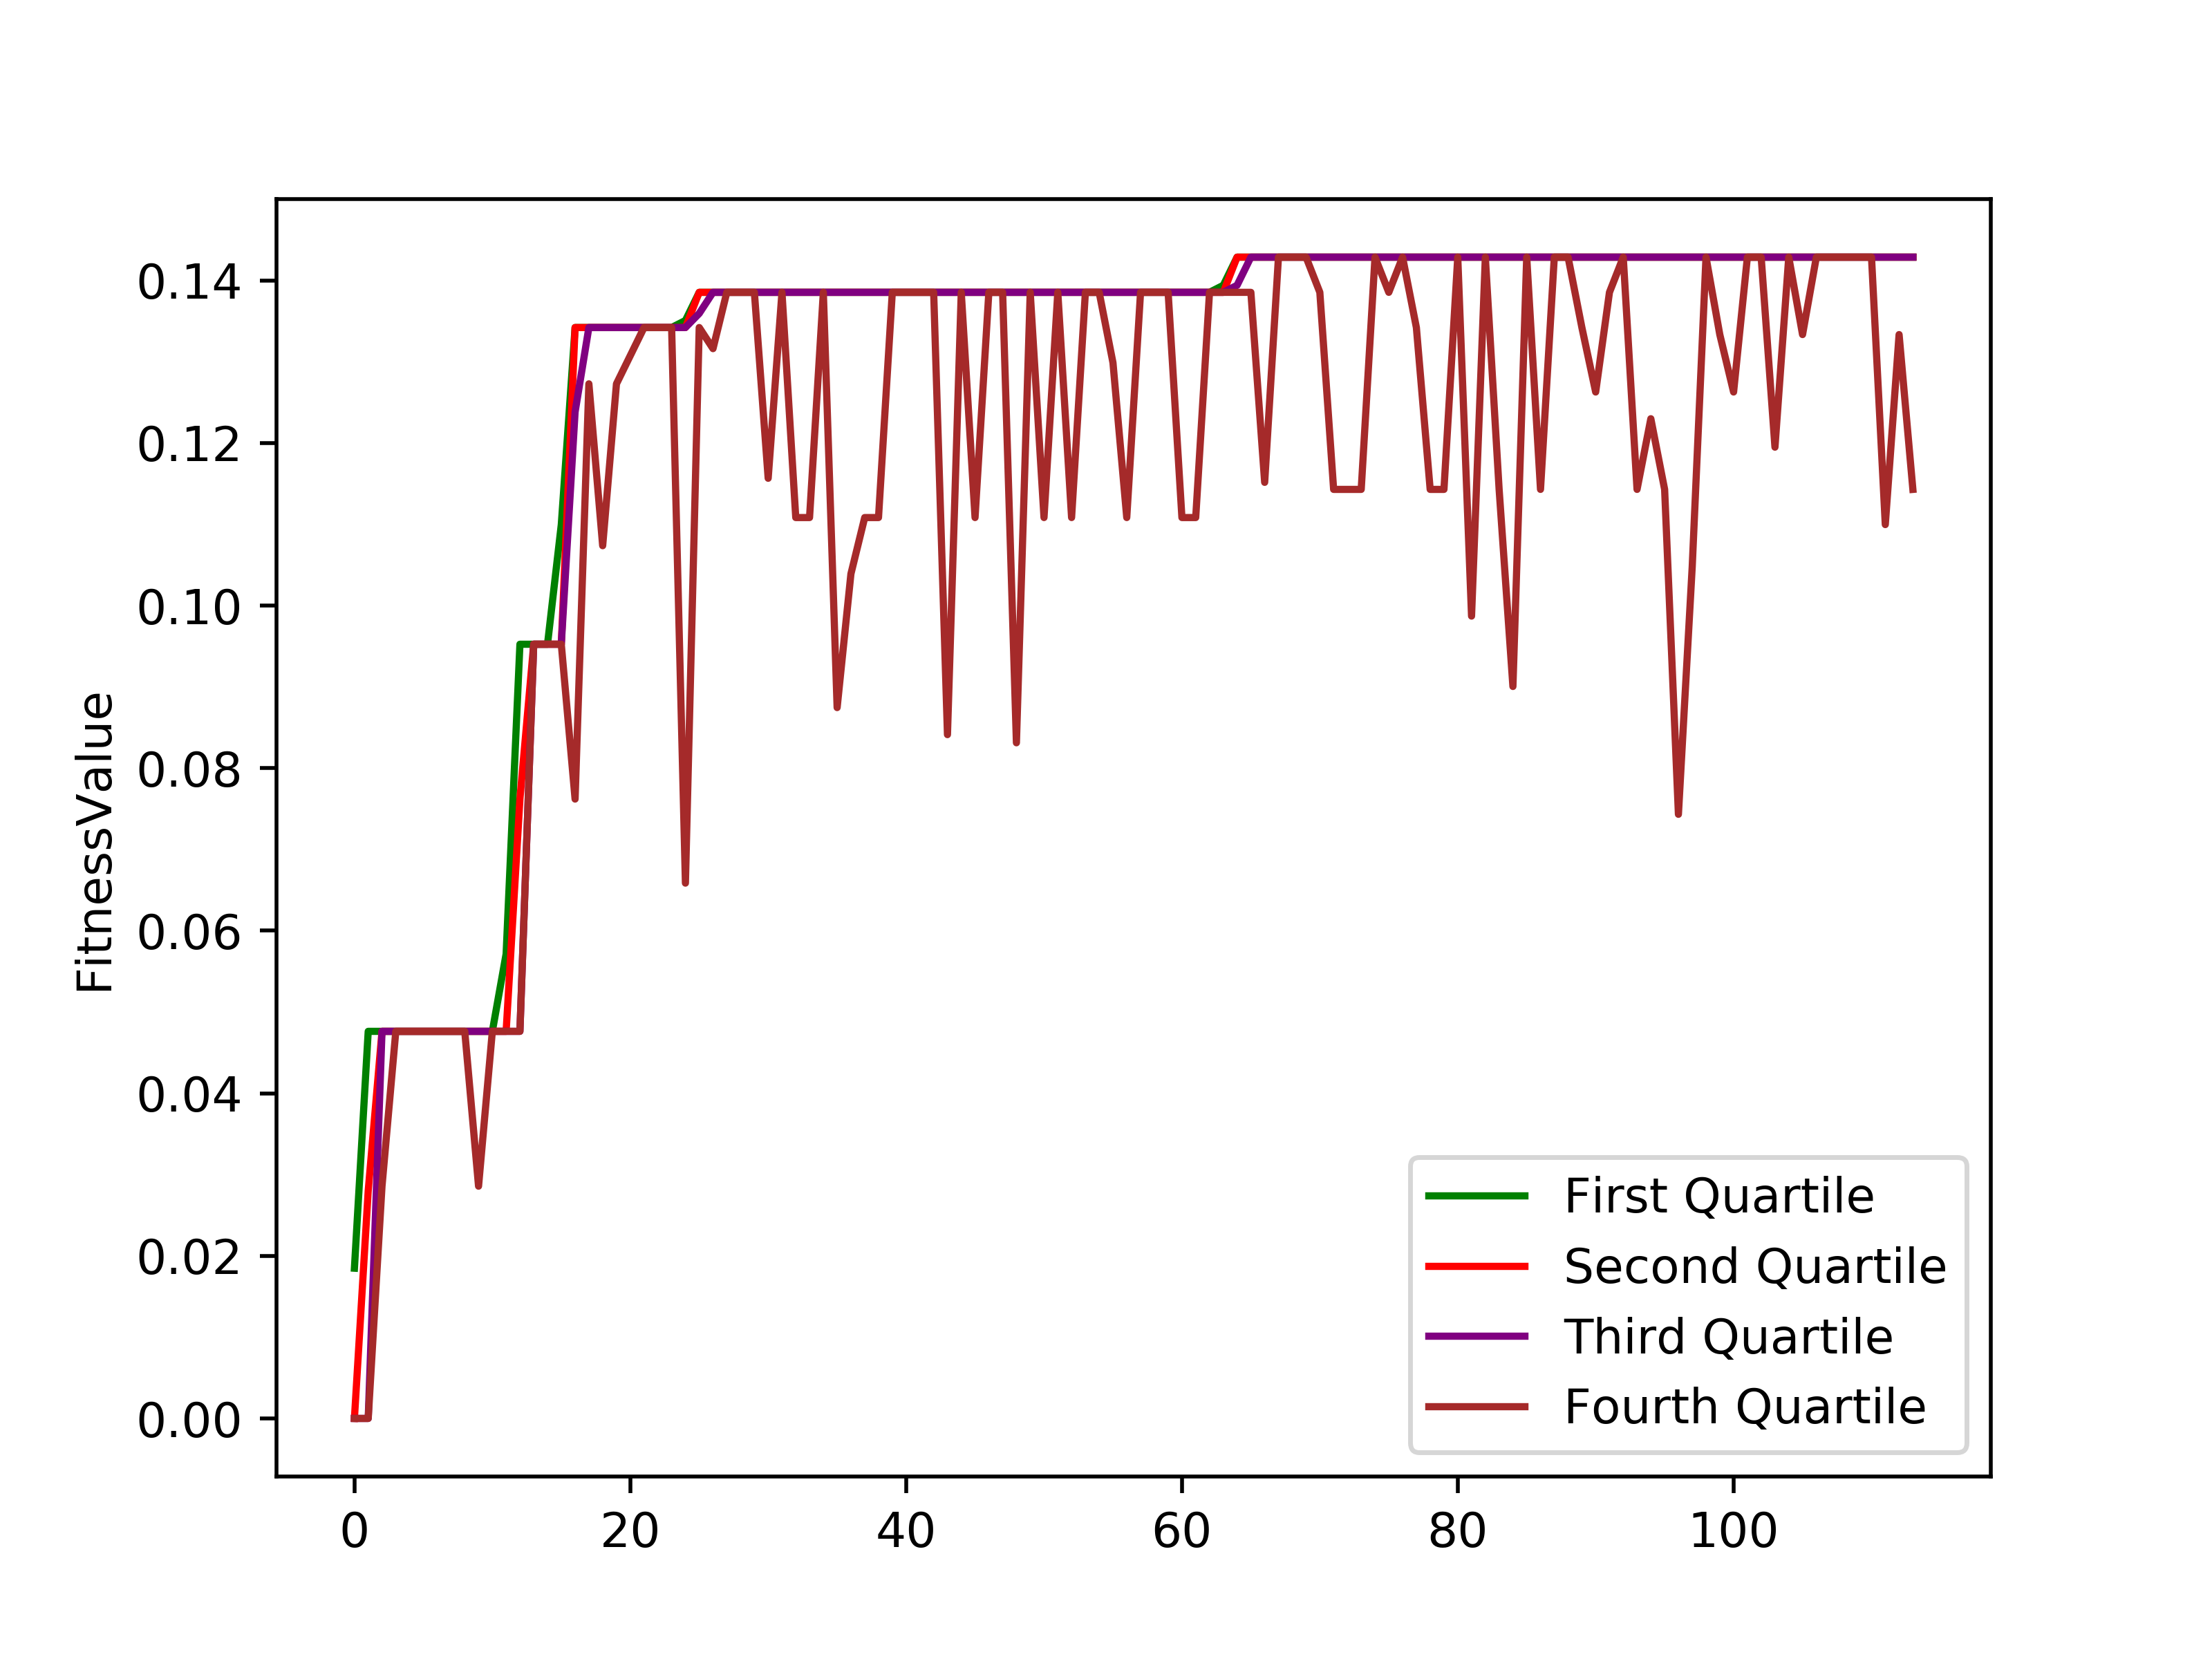 FitnessValue
0.14
0.12
0.10
0.08
0.06
0.04
0.02
0.00
0 20 40 60 80 100
First Quartile
Second Quartile
Third Quartile
Fourth Quartile